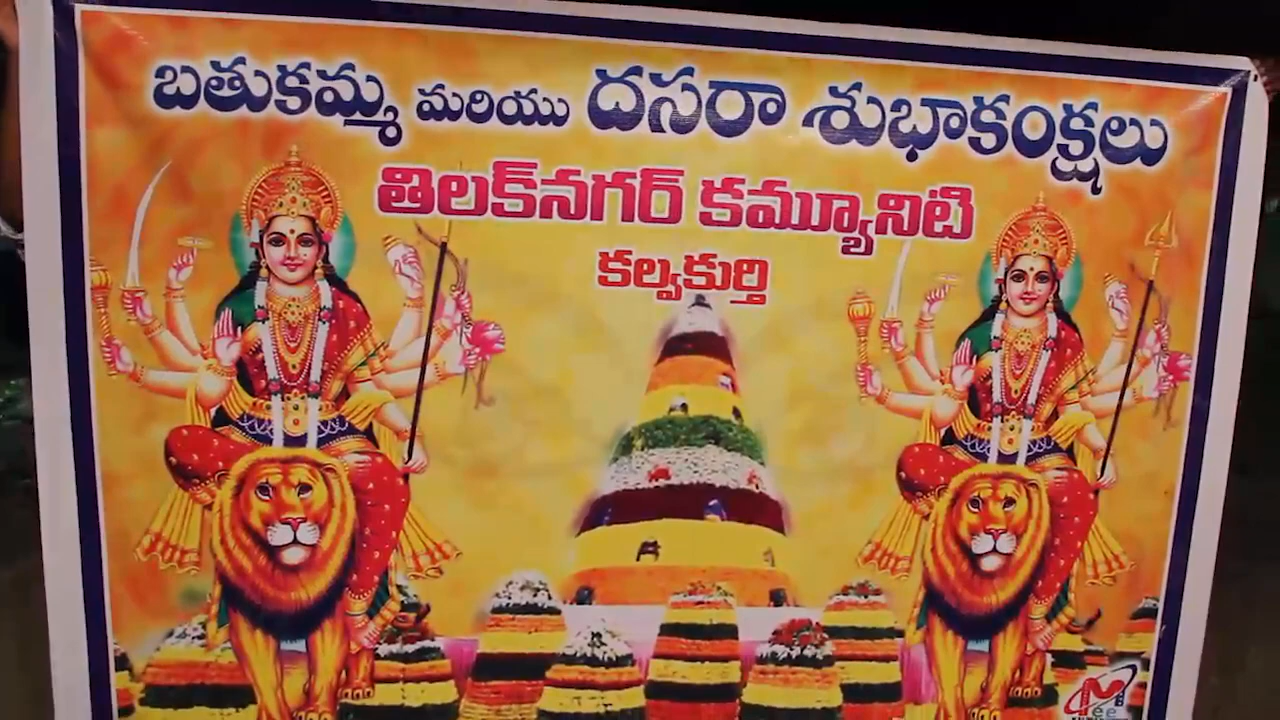 బతుకమ్మ మరియు దసరా శుభాకంక్షలు
తిలక్‌నగర్ కమ్యూనిటి
కల్వకుర్తి